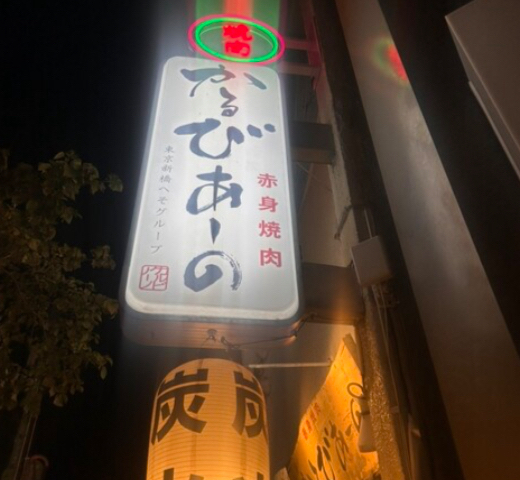 焼肉
かるびあーの
赤身焼肉
東京新橋へそグループ
炭
炭